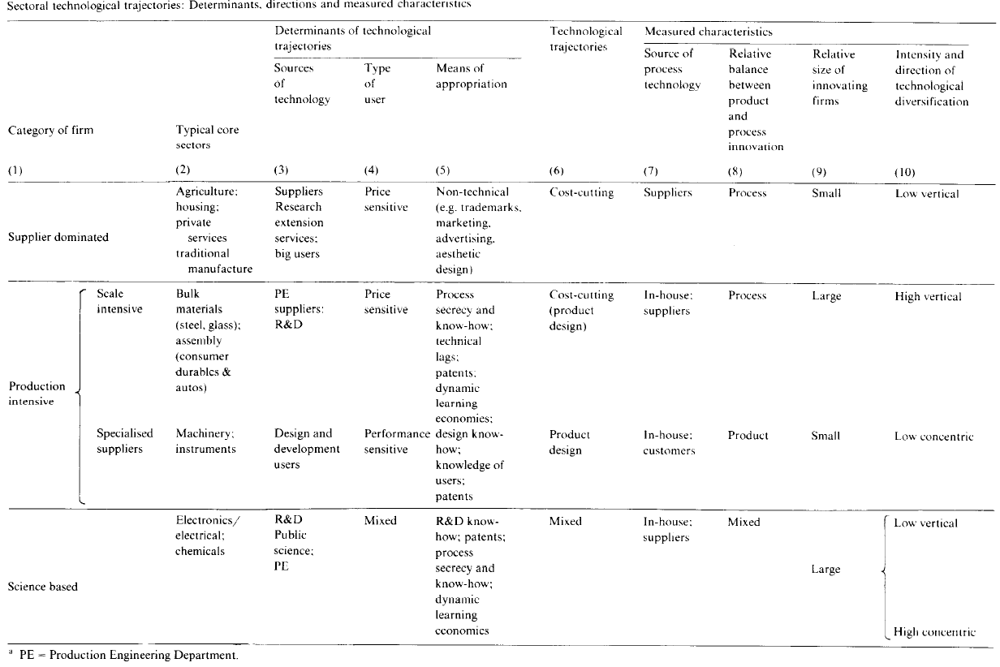 Sectoral technological trajectories: Determinants, directions and measured characteristics
Determinants of technological
trajectories
Technological
trajectories
Measured characteristics
Category of firm
Typical core
sectors
Sources
of
technology
Type
of
user
Means of
appropriation
Source of
process
technology
Relative
balance
between
product
and
process
innovation
Relative
size of
innovating
firms
Intensity and
direction of
technological
diversification
(1) (2) (3) (4) (5) (6) (7) (8) (9) (10)
Supplier dominated
Agriculture;
housing;
private
services
traditional
manufacture
Suppliers
Research
extension
services;
big users
Price
sensitive
Non-technical
(e.g. trademarks,
marketing,
advertising,
aesthetic
design)
Cost-cutting
Suppliers
Process
Small
Low vertical
Production
intensive
Scale
intensive
Bulk
materials
(steel, glass);
assembly
(consumer
durables &
autos)
PE
suppliers;
R&D
Price
sensitive
Process
secrecy and
know-how;
technical
lags;
patents;
dynamic
learning
economies;
Cost-cutting
(product
design)
In-house;
suppliers
Process
Large
High vertical
Specialised
suppliers
Machinery;
instruments
Design and
development
users
Performance
sensitive
design know-
how;
knowledge of
users;
patents
Product
design
In-house;
customers
Product
Small
Low concentric
Science based
Electronics/
electrical;
chemicals
R&D
Public
science;
PE
Mixed
R&D know-
how; patents;
process
secrecy and
know-how;
dynamic
learning
economics
Mixed
In-house;
suppliers
Mixed
Large
Low vertical
High concentric
a PE = Production Engineering Department.